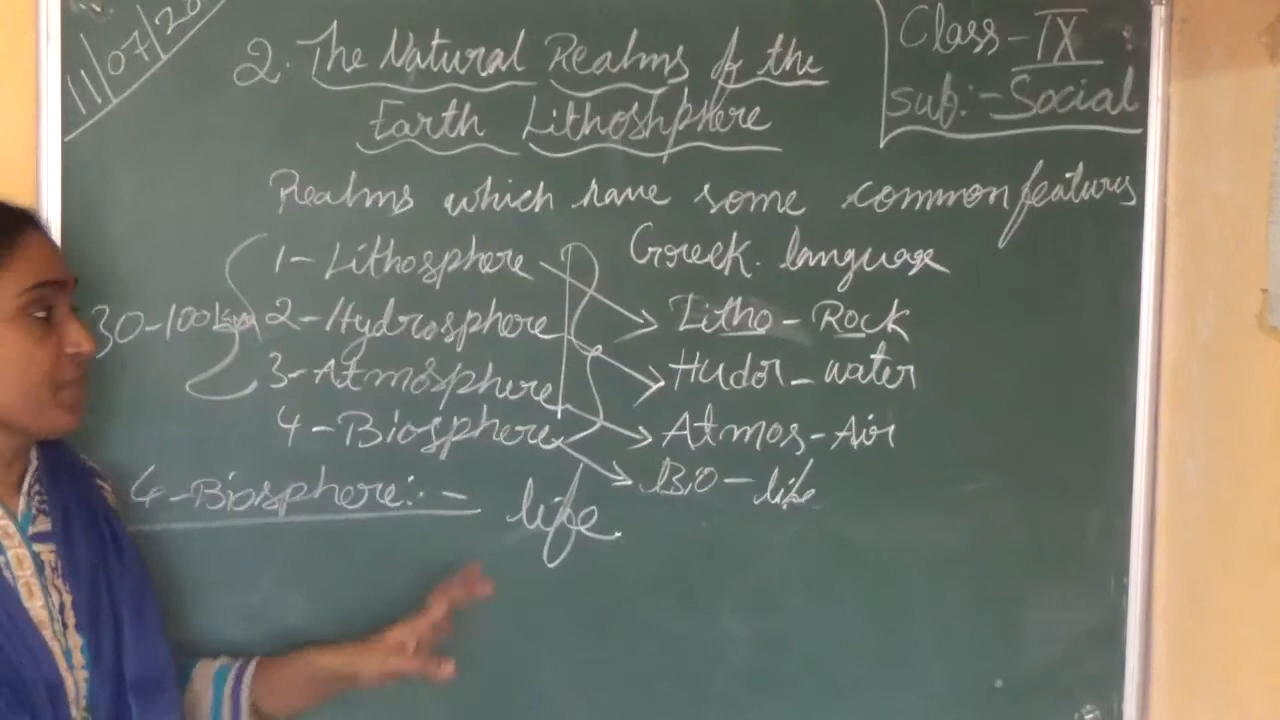 11/07/20
Class - IX
Sub:- Social
2. The Natural Realms of the
Earth Lithoshphere
Realms which have some common features
1- Lithosphere
Greek language
30-100km
2- Hydrosphere
Litho - Rock
3- Atmosphere
Hudor - water
4 - Biosphere
Atmos - Air
Bio - life
4- Biosphere:- life